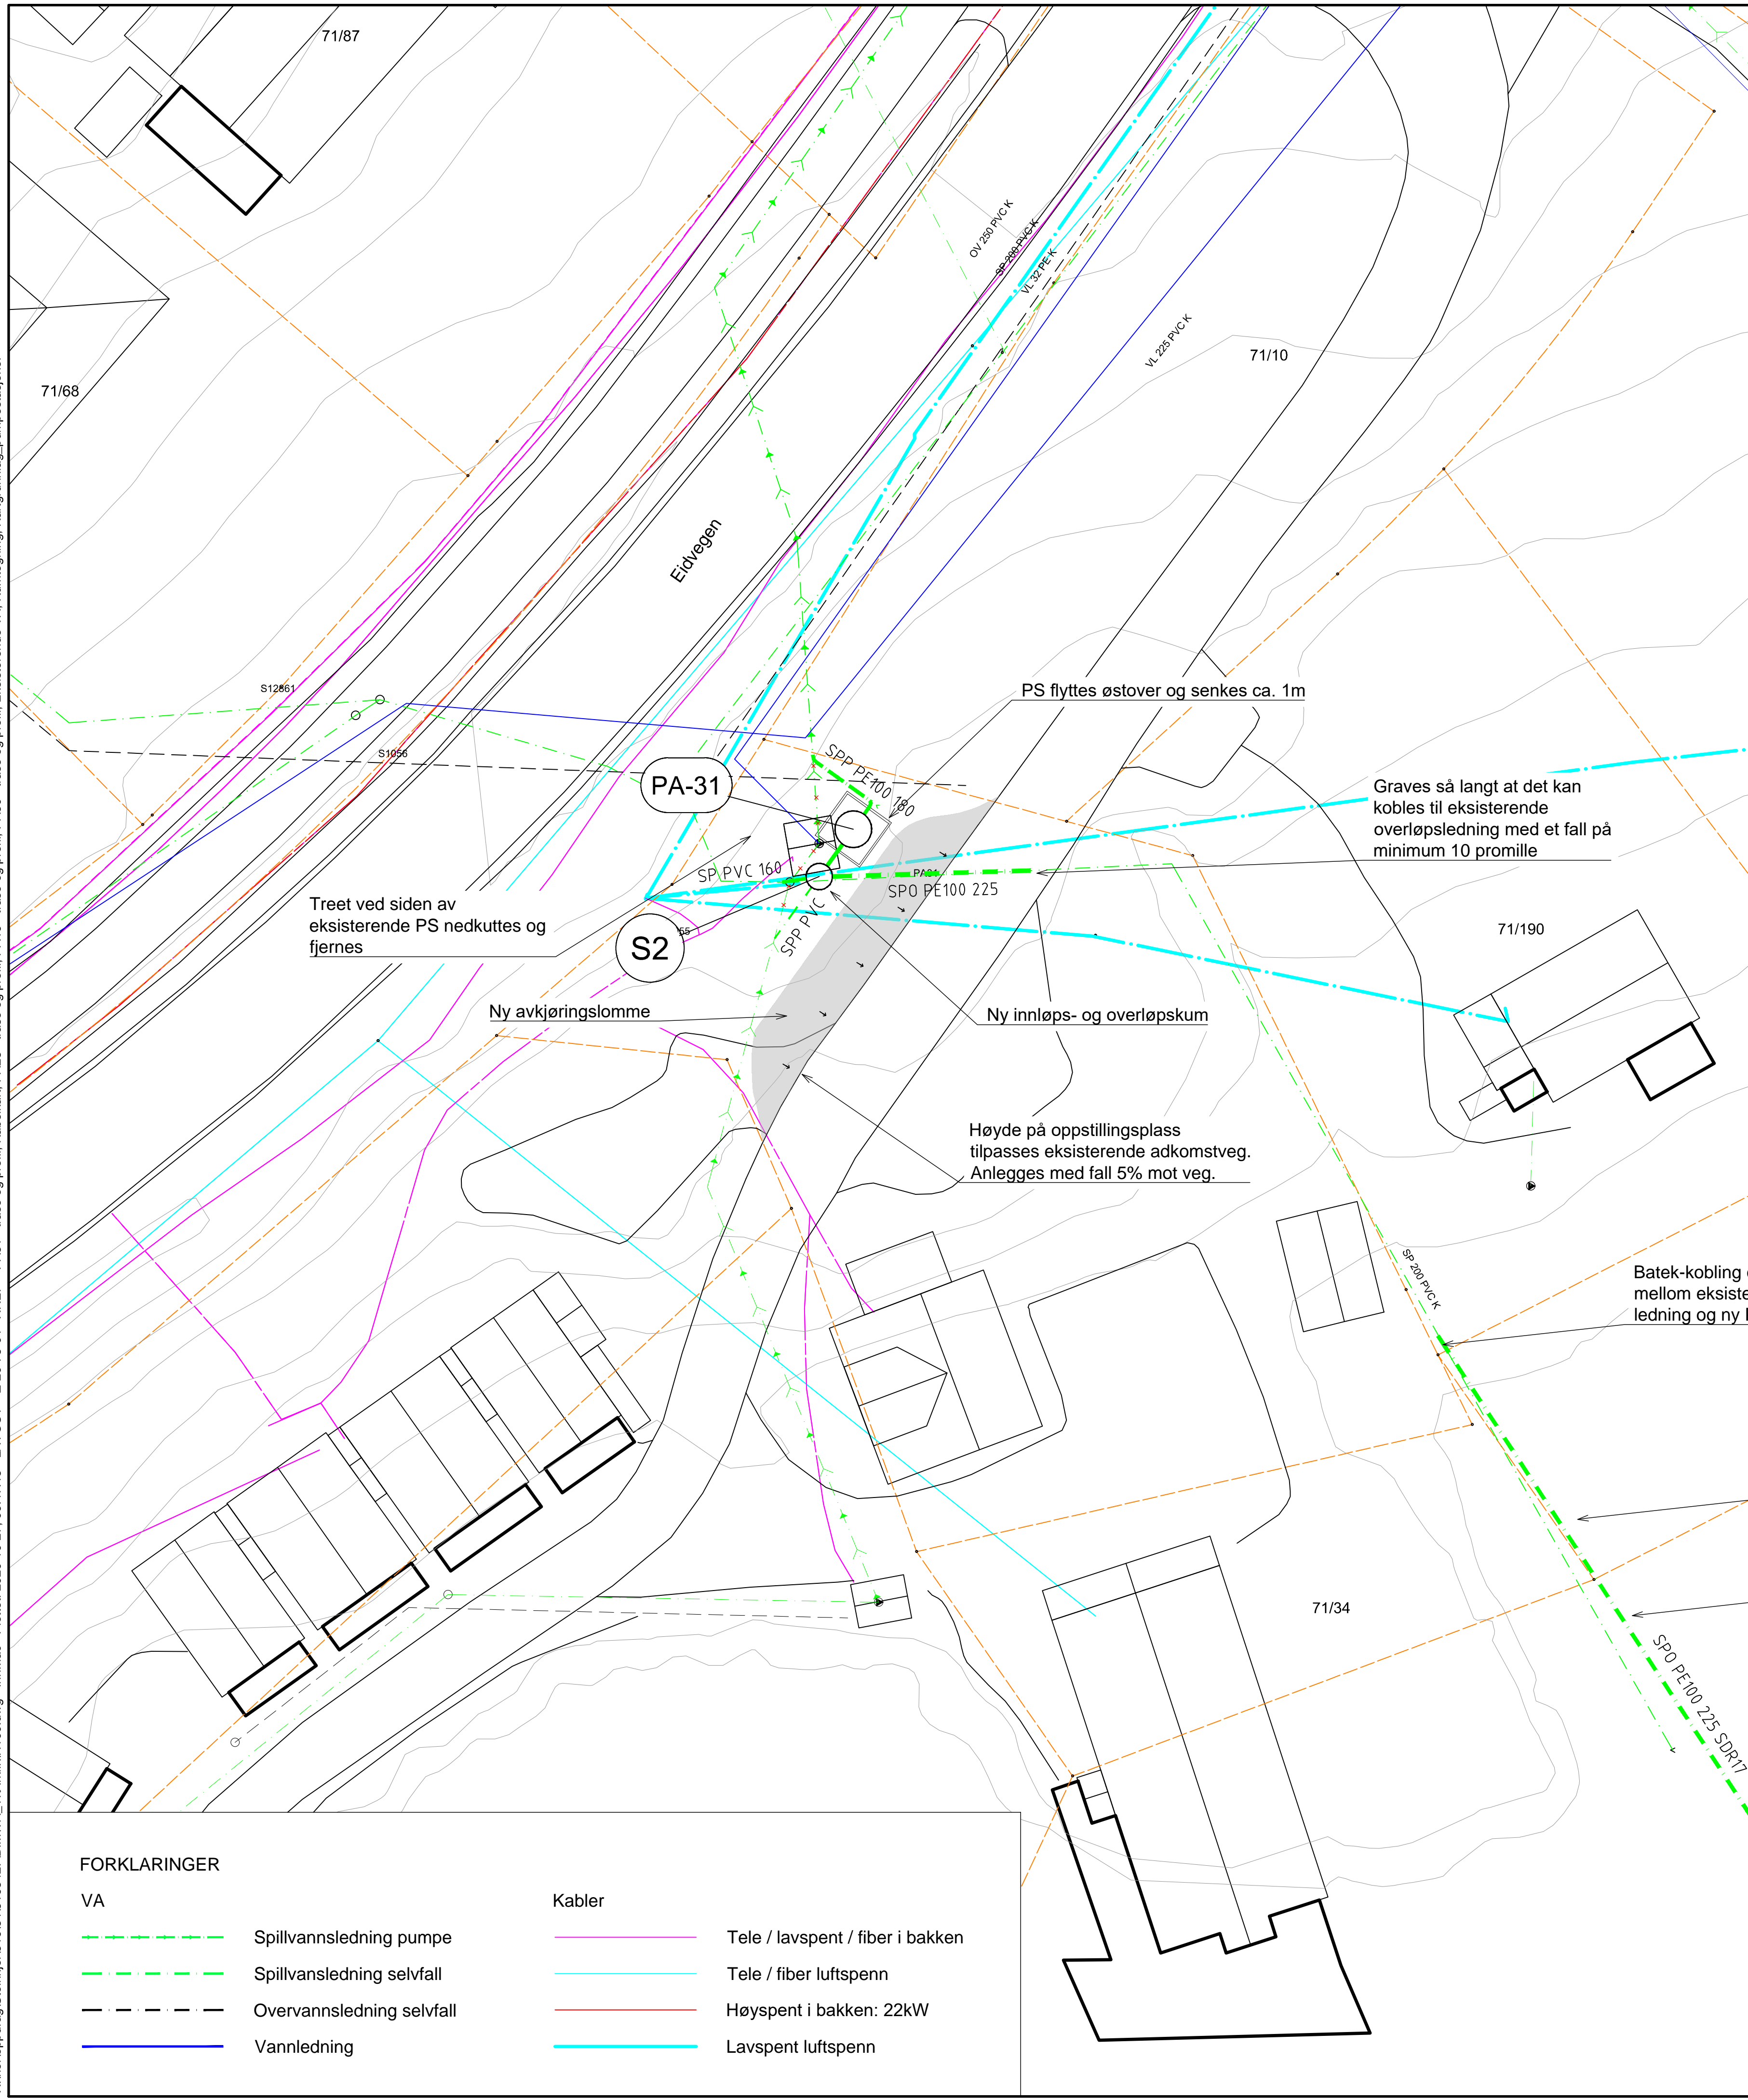 71/87
71/68
OV 250 PVC K
SP 200 PVC K
VL 32 PE K
VL 225 PVC K
71/10
Eidvegen
S12861
S1056
PS flyttes østover og senkes ca. 1m
PA-31
SPP PE100 180
Graves så langt at det kan
kobles til eksisterende
overløpsledning med et fall på
minimum 10 promille
SP PVC 160
SPO PE100 225
SPP PVC
Treet ved siden av
eksisterende PS nedkuttes og
fjernes
S2
71/190
Ny avkjøringslomme
Ny innløps- og overløpskum
Høyde på oppstillingsplass
tilpasses eksisterende adkomstveg.
Anlegges med fall 5% mot veg.
SP 200 PVC K
Batek-kobling
mellom eksiste
ledning og ny
71/34
SPO PE100 225 SDR17
FORKLARINGER
VA
Kabler
Spillvannsledning pumpe
Tele / lavspent / fiber i bakken
Spillvansledning selvfall
Tele / fiber luftspenn
Overvannsledning selvfall
Høyspent i bakken: 22kW
Vannledning
Lavspent luftspenn